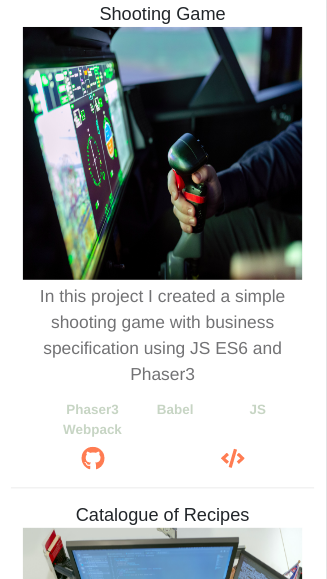 Shooting Game
In this project I created a simple
shooting game with business
specification using JS ES6 and
Phaser3
Phaser3 Babel JS
Webpack
Catalogue of Recipes